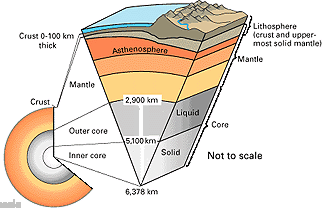 Crust 0-100 km
thick
Lithosphere
(crust and upper-
most solid mantle)
Asthenosphere
Mantle
Mantle
Crust
2,900 km
Liquid
Outer core
Core
5,100 km
Inner core
Solid
Not to scale
6,378 km